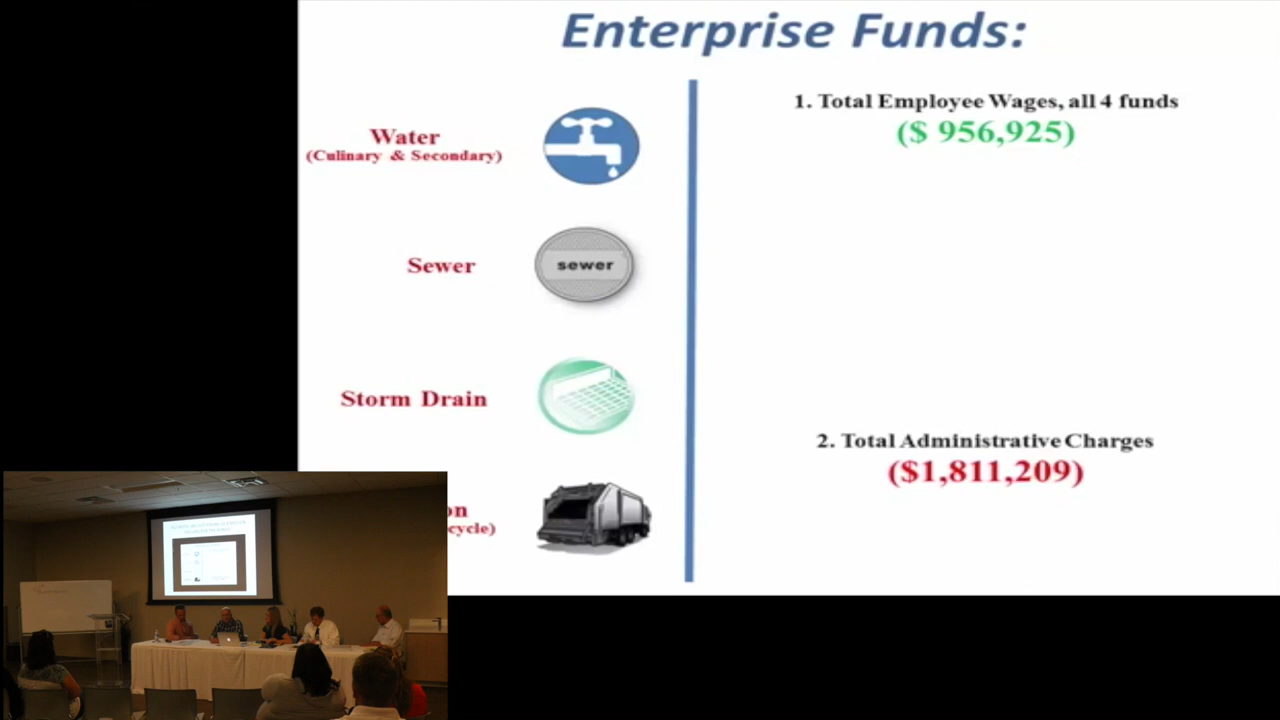 Enterprise Funds:
Water
(Culinary & Secondary)
Sewer
sewer
Storm Drain
on
cycle)
1. Total Employee Wages, all 4 funds
($ 956,925)
2. Total Administrative Charges
($1,811,209)